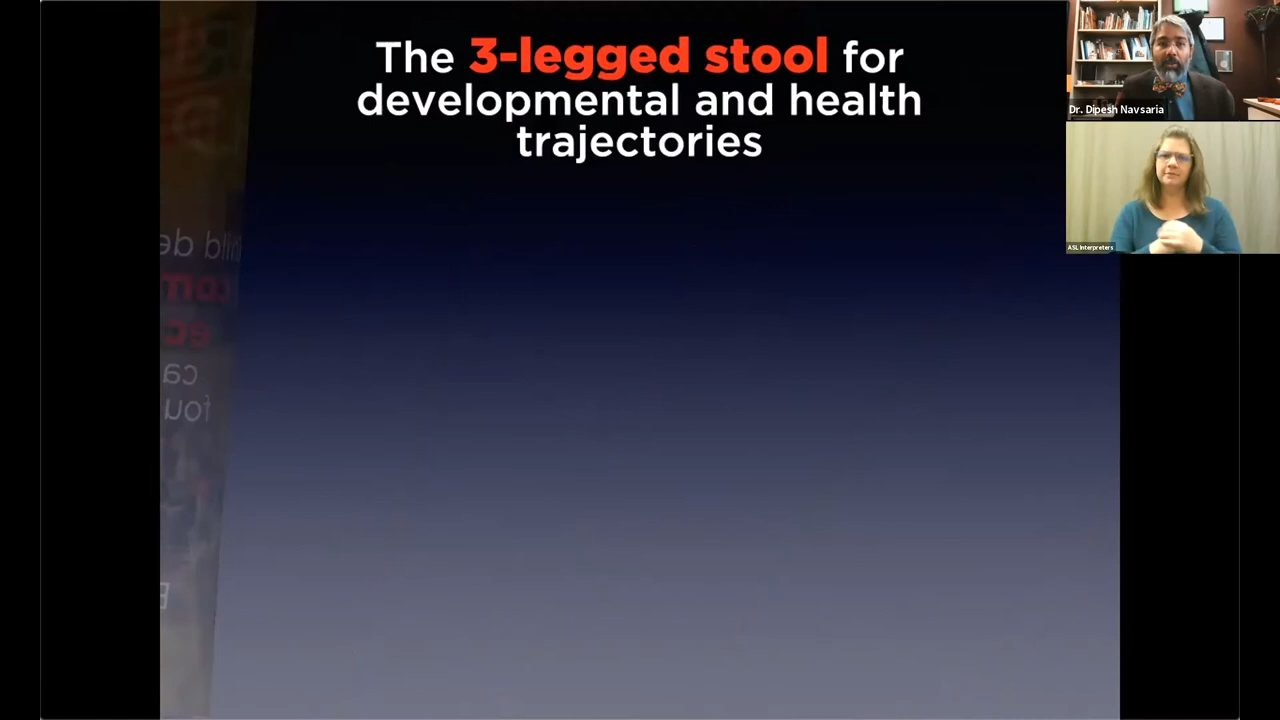 The 3-legged stool for
developmental and health
trajectories
Dr. Dipesh Navsaria
ASL Interpreters